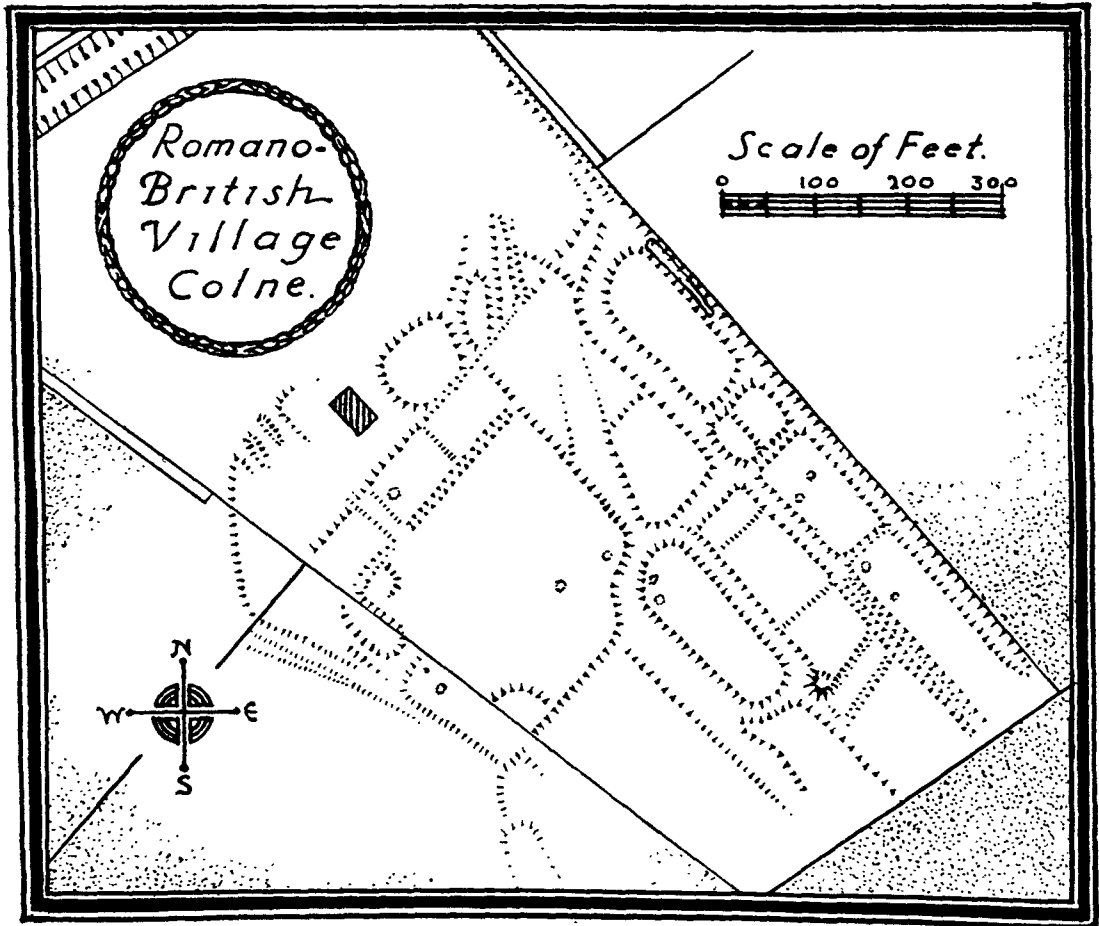 Romano-
British
Village
Colne.
Scale of Feet.
0 100 200 300
N
W E
S